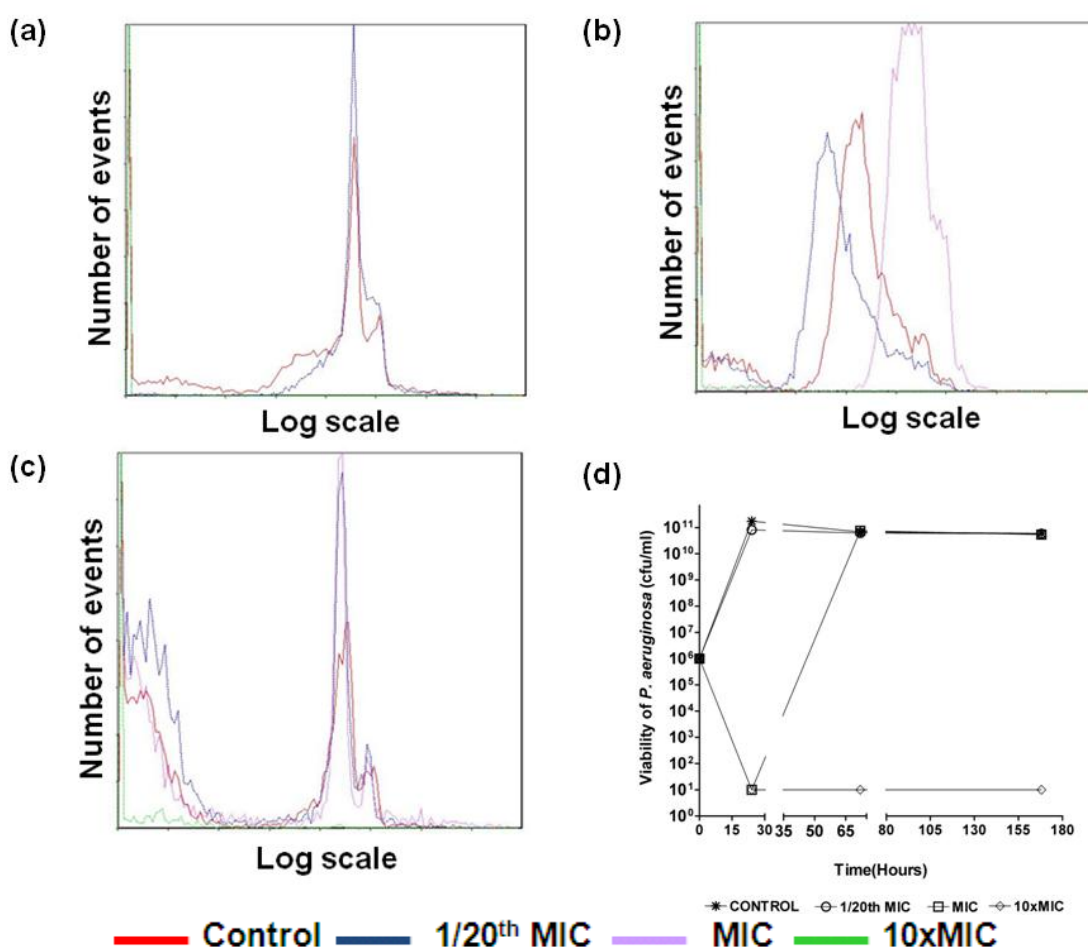 (a)
Number of events
Log scale
(b)
Number of events
Log scale
(c)
Number of events
Log scale
(d)
Viability of P. aeruginosa (cfu/ml)
10¹¹
10¹⁰
10⁹
10⁸
10⁷
10⁶
10⁵
10⁴
10³
10²
10¹
10⁰
0 15 30 35 50 65 80 105 130 155 180
Time(Hours)
CONTROL 1/20th MIC MIC 10xMIC
Control 1/20th MIC MIC 10xMIC